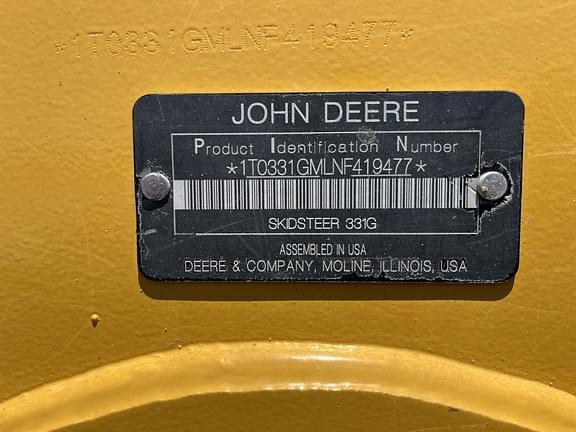 *1T0331GMLNF419477*
JOHN DEERE
Product Identification Number
*1T0331GMLNF419477*
SKIDSTEER 331G
ASSEMBLED IN USA
DEERE & COMPANY, MOLINE, ILLINOIS, USA